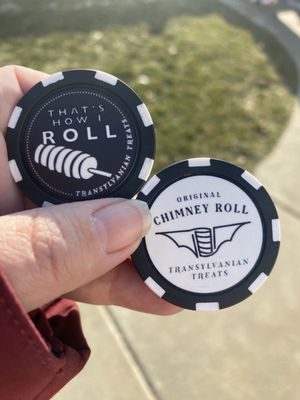 THAT'S
HOW I
ROLL
TRANSYLVANIAN TREATS
ORIGINAL
CHIMNEY ROLL
TRANSYLVANIAN
TREATS